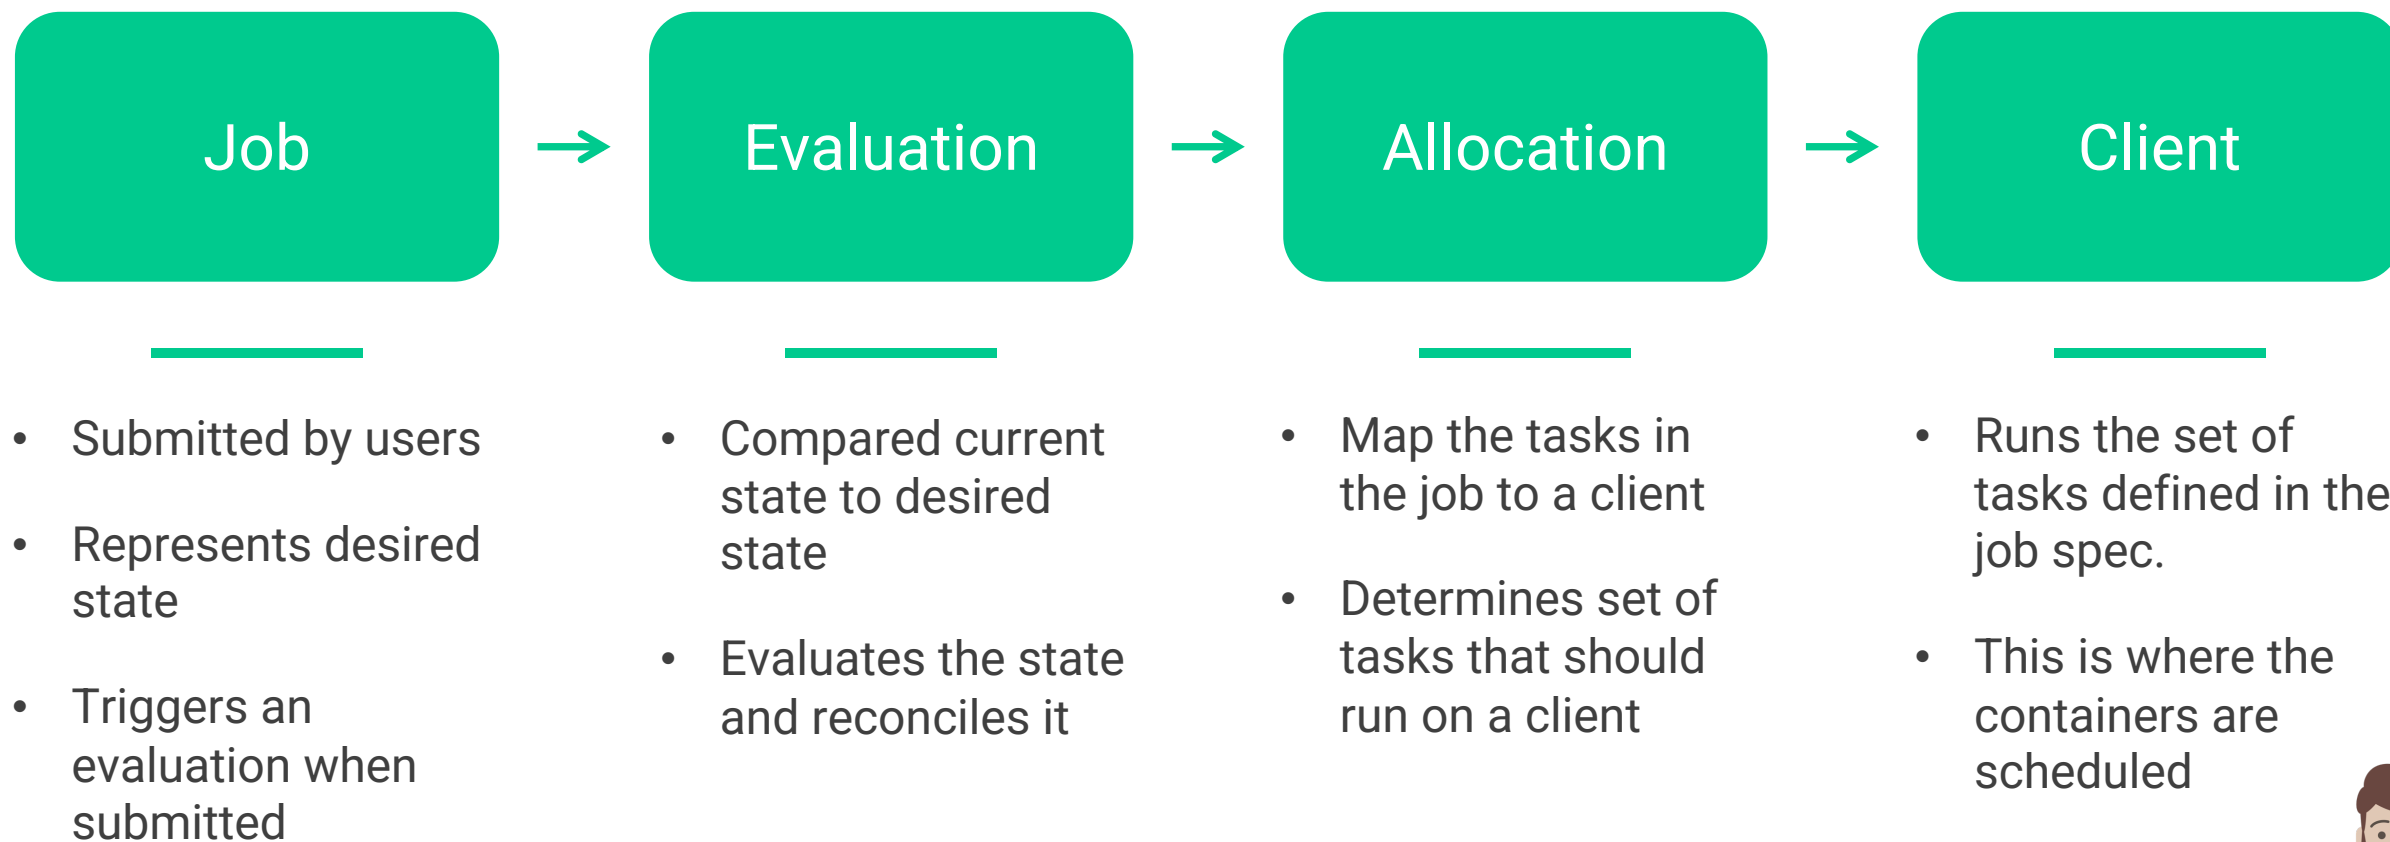 Job
Evaluation
Allocation
Client
• Submitted by users
• Represents desired
state
• Triggers an
evaluation when
submitted
• Compared current
state to desired
state
• Evaluates the state
and reconciles it
• Map the tasks in
the job to a client
• Determines set of
tasks that should
run on a client
• Runs the set of
tasks defined in the
job spec.
• This is where the
containers are
scheduled